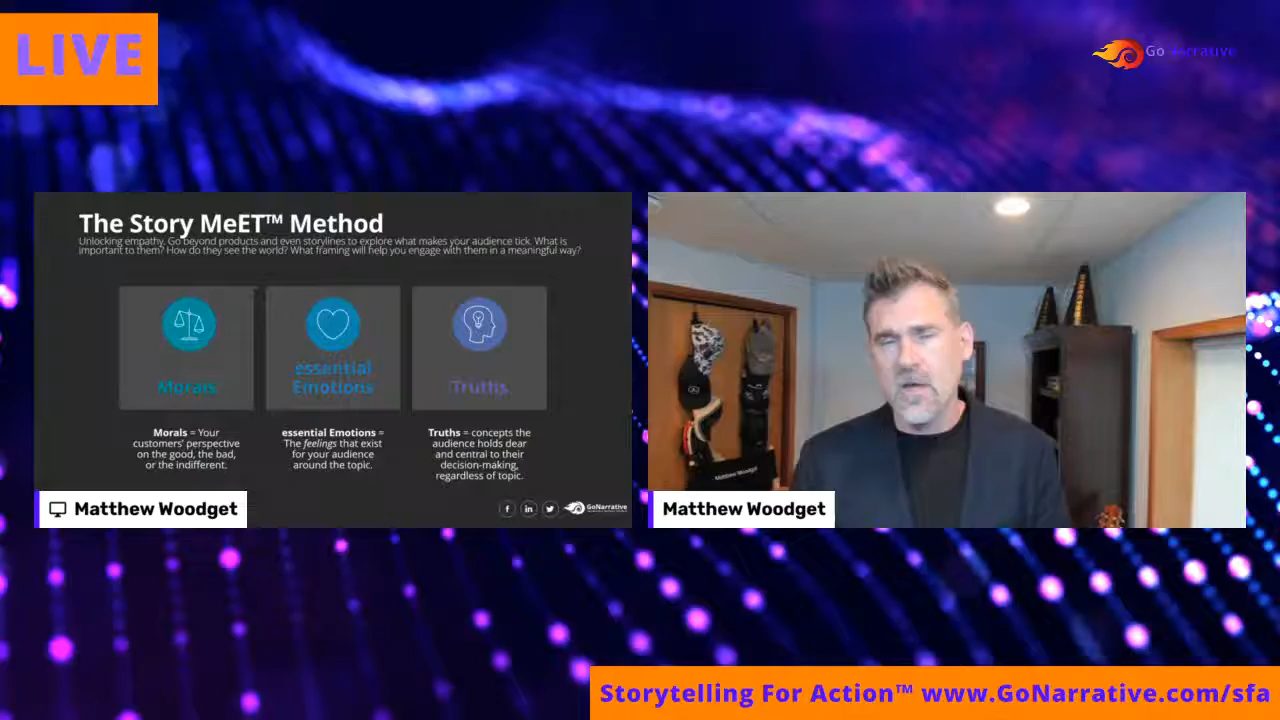 LIVE
Go Narrative
The Story MeET™ Method
Unlocking empathy. Go beyond products and even storylines to explore what makes your audience tick. What is
important to them? How do they see the world? What framing will help you engage with them in a meaningful way?
Morals
essential
Emotions
Truths
Morals = Your
customers' perspective
on the good, the bad,
or the indifferent.
essential Emotions =
The feelings that exist
for your audience
around the topic.
Truths = concepts the
audience holds dear
and central to their
decision-making,
regardless of topic.
GoNarrative
Matthew Woodget
Matthew Woodget
Matthew Woodget
Storytelling For Action™ www.GoNarrative.com/sfa